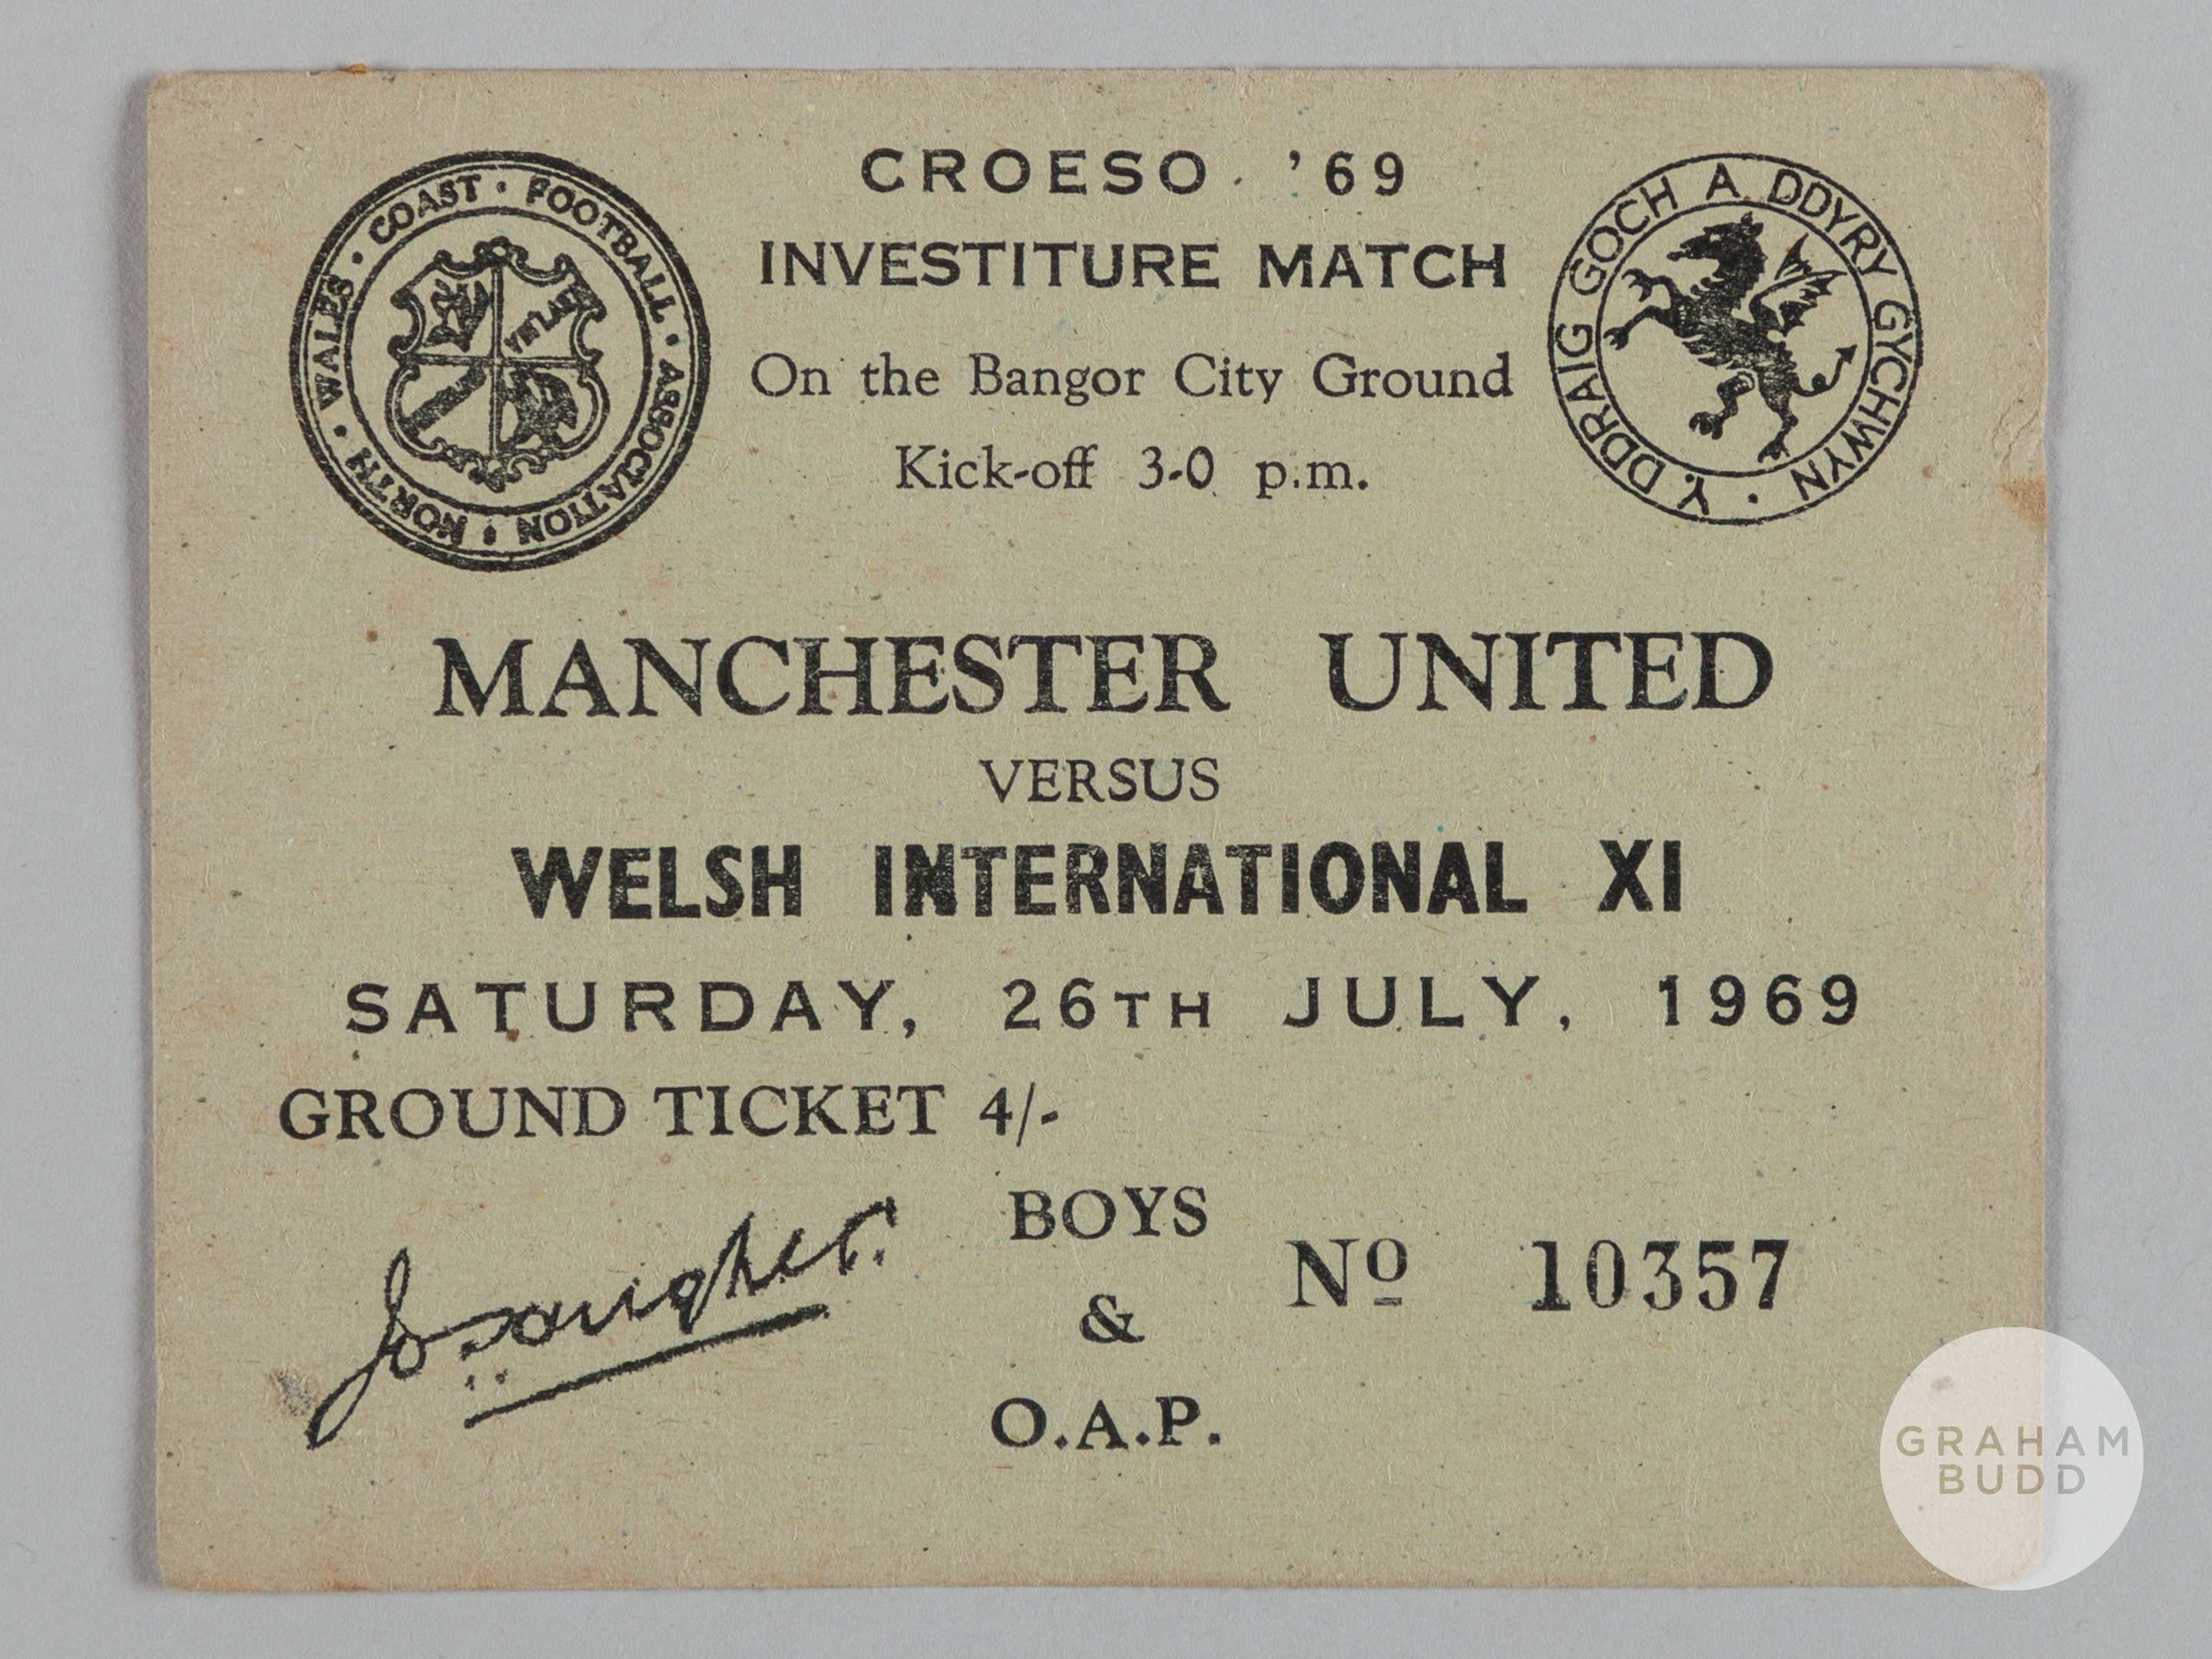 NORTH · WALES · COAST · FOOTBALL · ASSOCIATION ·
CROESO '69
INVESTITURE MATCH
On the Bangor City Ground
Kick-off 3-0 p.m.
Y DDRAIG GOCH A DDYRY GYCHWYN ·
MANCHESTER UNITED
VERSUS
WELSH INTERNATIONAL XI
SATURDAY, 26TH JULY, 1969
GROUND TICKET 4/-
BOYS
&
O.A.P.
Nº 10357
GRAHAM
BUDD